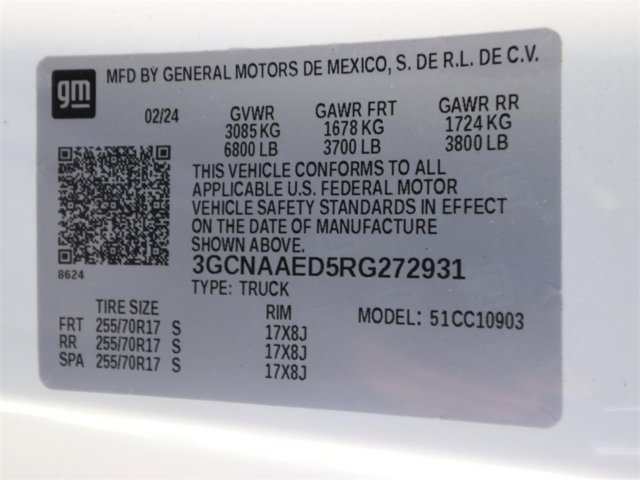 gm
MFD BY GENERAL MOTORS DE MEXICO, S. DE R.L. DE C.V.
02/24 GVWR GAWR FRT GAWR RR
3085 KG 1678 KG 1724 KG
6800 LB 3700 LB 3800 LB
THIS VEHICLE CONFORMS TO ALL
APPLICABLE U.S. FEDERAL MOTOR
VEHICLE SAFETY STANDARDS IN EFFECT
ON THE DATE OF MANUFACTURE
SHOWN ABOVE.
8624
3GCNAAED5RG272931
TYPE: TRUCK
TIRE SIZE RIM MODEL: 51CC10903
FRT 255/70R17 S 17X8J
RR 255/70R17 S 17X8J
SPA 255/70R17 S 17X8J